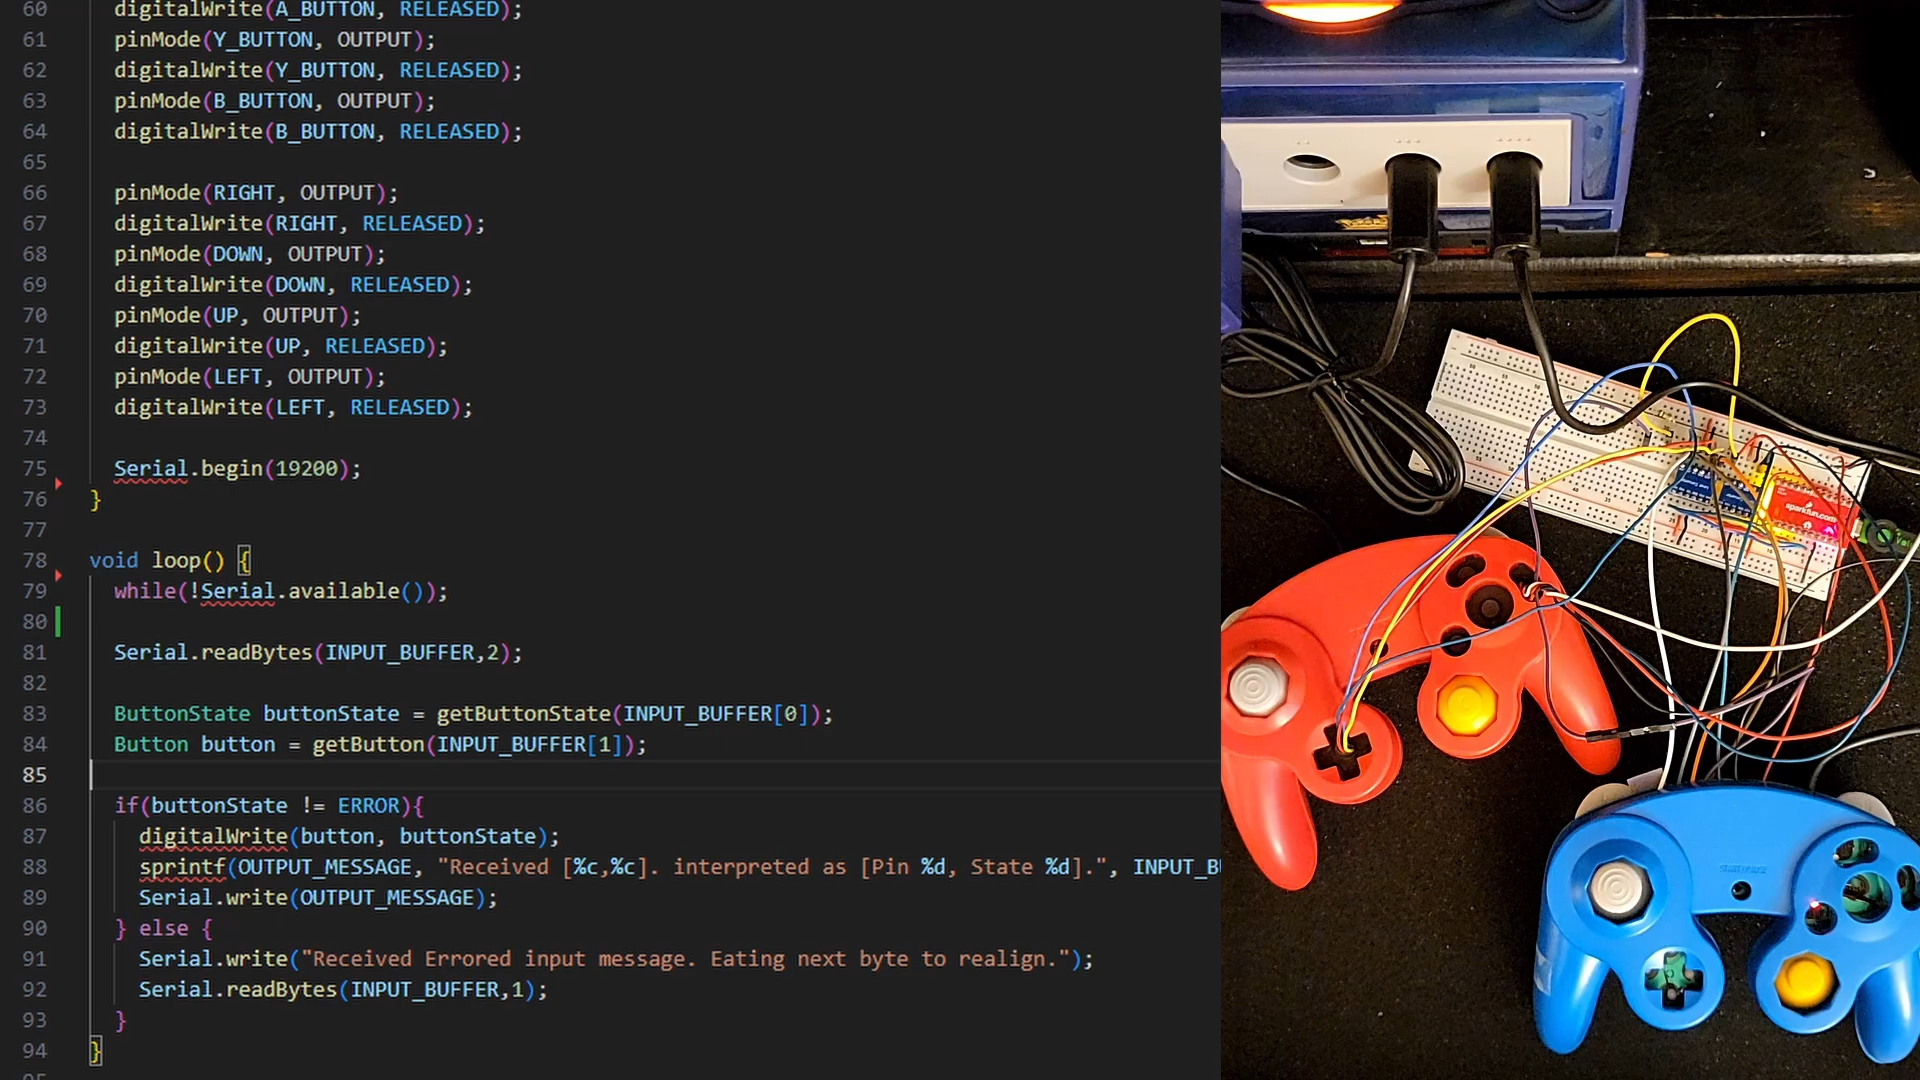 60 digitalWrite(A_BUTTON, RELEASED);
61 pinMode(Y_BUTTON, OUTPUT);
62 digitalWrite(Y_BUTTON, RELEASED);
63 pinMode(B_BUTTON, OUTPUT);
64 digitalWrite(B_BUTTON, RELEASED);
65
66 pinMode(RIGHT, OUTPUT);
67 digitalWrite(RIGHT, RELEASED);
68 pinMode(DOWN, OUTPUT);
69 digitalWrite(DOWN, RELEASED);
70 pinMode(UP, OUTPUT);
71 digitalWrite(UP, RELEASED);
72 pinMode(LEFT, OUTPUT);
73 digitalWrite(LEFT, RELEASED);
74
75 Serial.begin(19200);
76 }
77
78 void loop() {
79 while(!Serial.available());
80
81 Serial.readBytes(INPUT_BUFFER,2);
82
83 ButtonState buttonState = getButtonState(INPUT_BUFFER[0]);
84 Button button = getButton(INPUT_BUFFER[1]);
85
86 if(buttonState != ERROR){
87 digitalWrite(button, buttonState);
88 sprintf(OUTPUT_MESSAGE, "Received [%c,%c]. interpreted as [Pin %d, State %d].", INPUT_BU
89 Serial.write(OUTPUT_MESSAGE);
90 } else {
91 Serial.write("Received Errored input message. Eating next byte to realign.");
92 Serial.readBytes(INPUT_BUFFER,1);
93 }
94 }
sparkfun.com